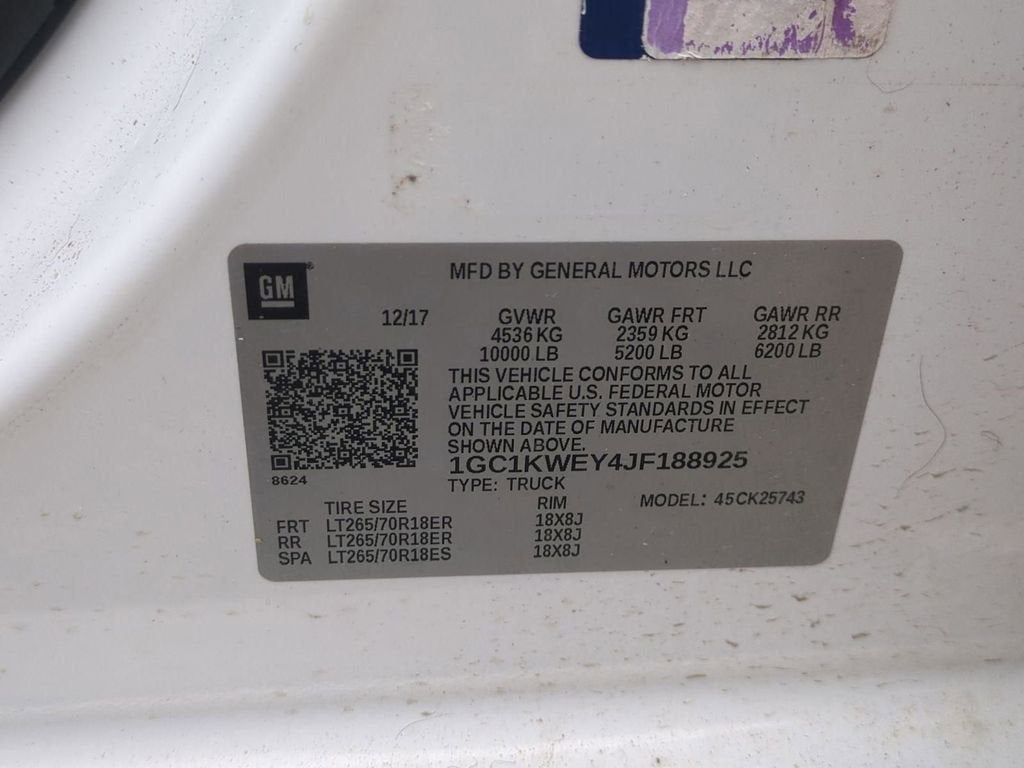 GM
MFD BY GENERAL MOTORS LLC
12/17 GVWR GAWR FRT GAWR RR
4536 KG 2359 KG 2812 KG
10000 LB 5200 LB 6200 LB
THIS VEHICLE CONFORMS TO ALL
APPLICABLE U.S. FEDERAL MOTOR
VEHICLE SAFETY STANDARDS IN EFFECT
ON THE DATE OF MANUFACTURE
SHOWN ABOVE.
1GC1KWEY4JF188925
8624
TYPE: TRUCK
MODEL: 45CK25743
TIRE SIZE RIM
FRT LT265/70R18ER 18X8J
RR LT265/70R18ER 18X8J
SPA LT265/70R18ES 18X8J